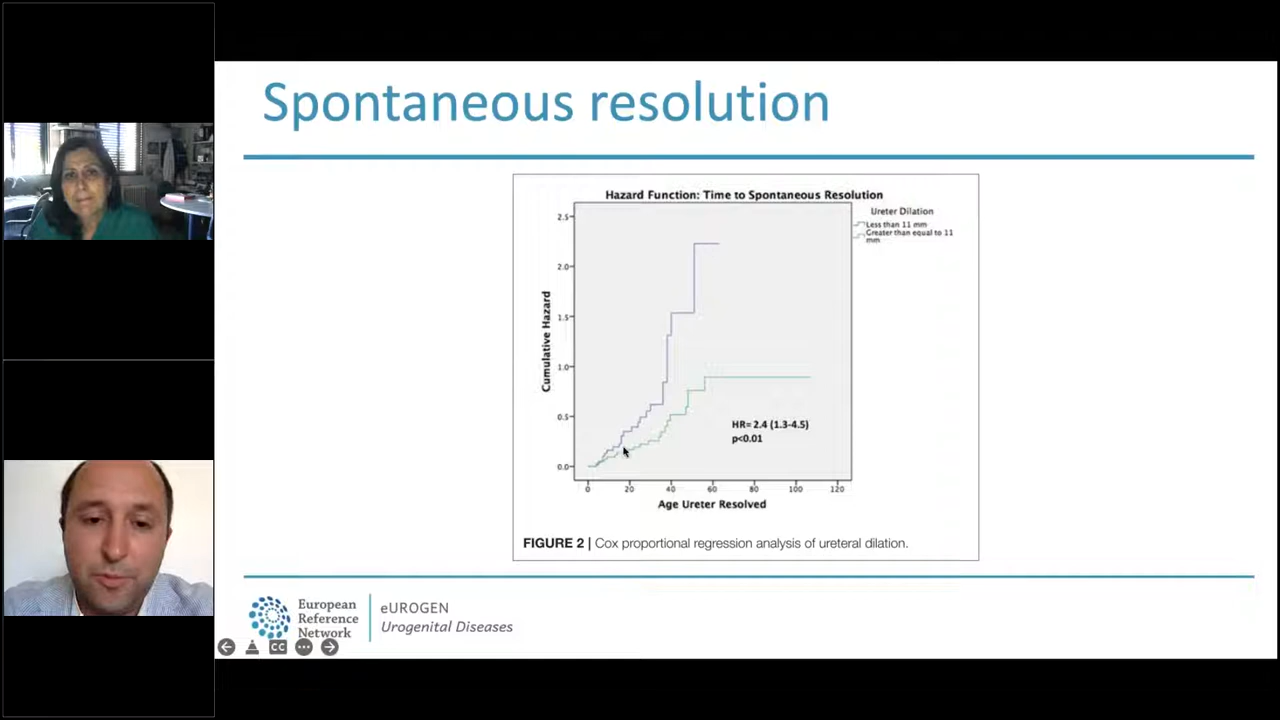 Spontaneous resolution
Hazard Function: Time to Spontaneous Resolution
Ureter Dilation
Less than 11 mm
Greater than equal to 11
mm
2.5
2.0
1.5
1.0
0.5
0.0
Cumulative Hazard
HR= 2.4 (1.3-4.5)
p<0.01
0 20 40 60 80 100 120
Age Ureter Resolved
FIGURE 2 | Cox proportional regression analysis of ureteral dilation.
European
Reference
Network
eUROGEN
Urogenital Diseases
CC